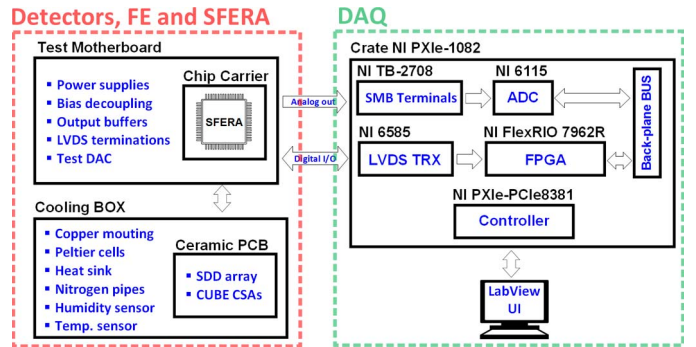 Detectors, FE and SFERA
Test Motherboard
Power supplies
Bias decoupling
Output buffers
LVDS terminations
Test DAC
Chip Carrier
SFERA
Cooling BOX
Copper mouting
Peltier cells
Heat sink
Nitrogen pipes
Humidity sensor
Temp. sensor
Ceramic PCB
SDD array
CUBE CSAs
Analog out
Digital I/O
DAQ
Crate NI PXIe-1082
NI TB-2708
SMB Terminals
NI 6115
ADC
NI 6585
LVDS TRX
NI FlexRIO 7962R
FPGA
Back-plane BUS
NI PXIe-PCIe8381
Controller
LabView
UI